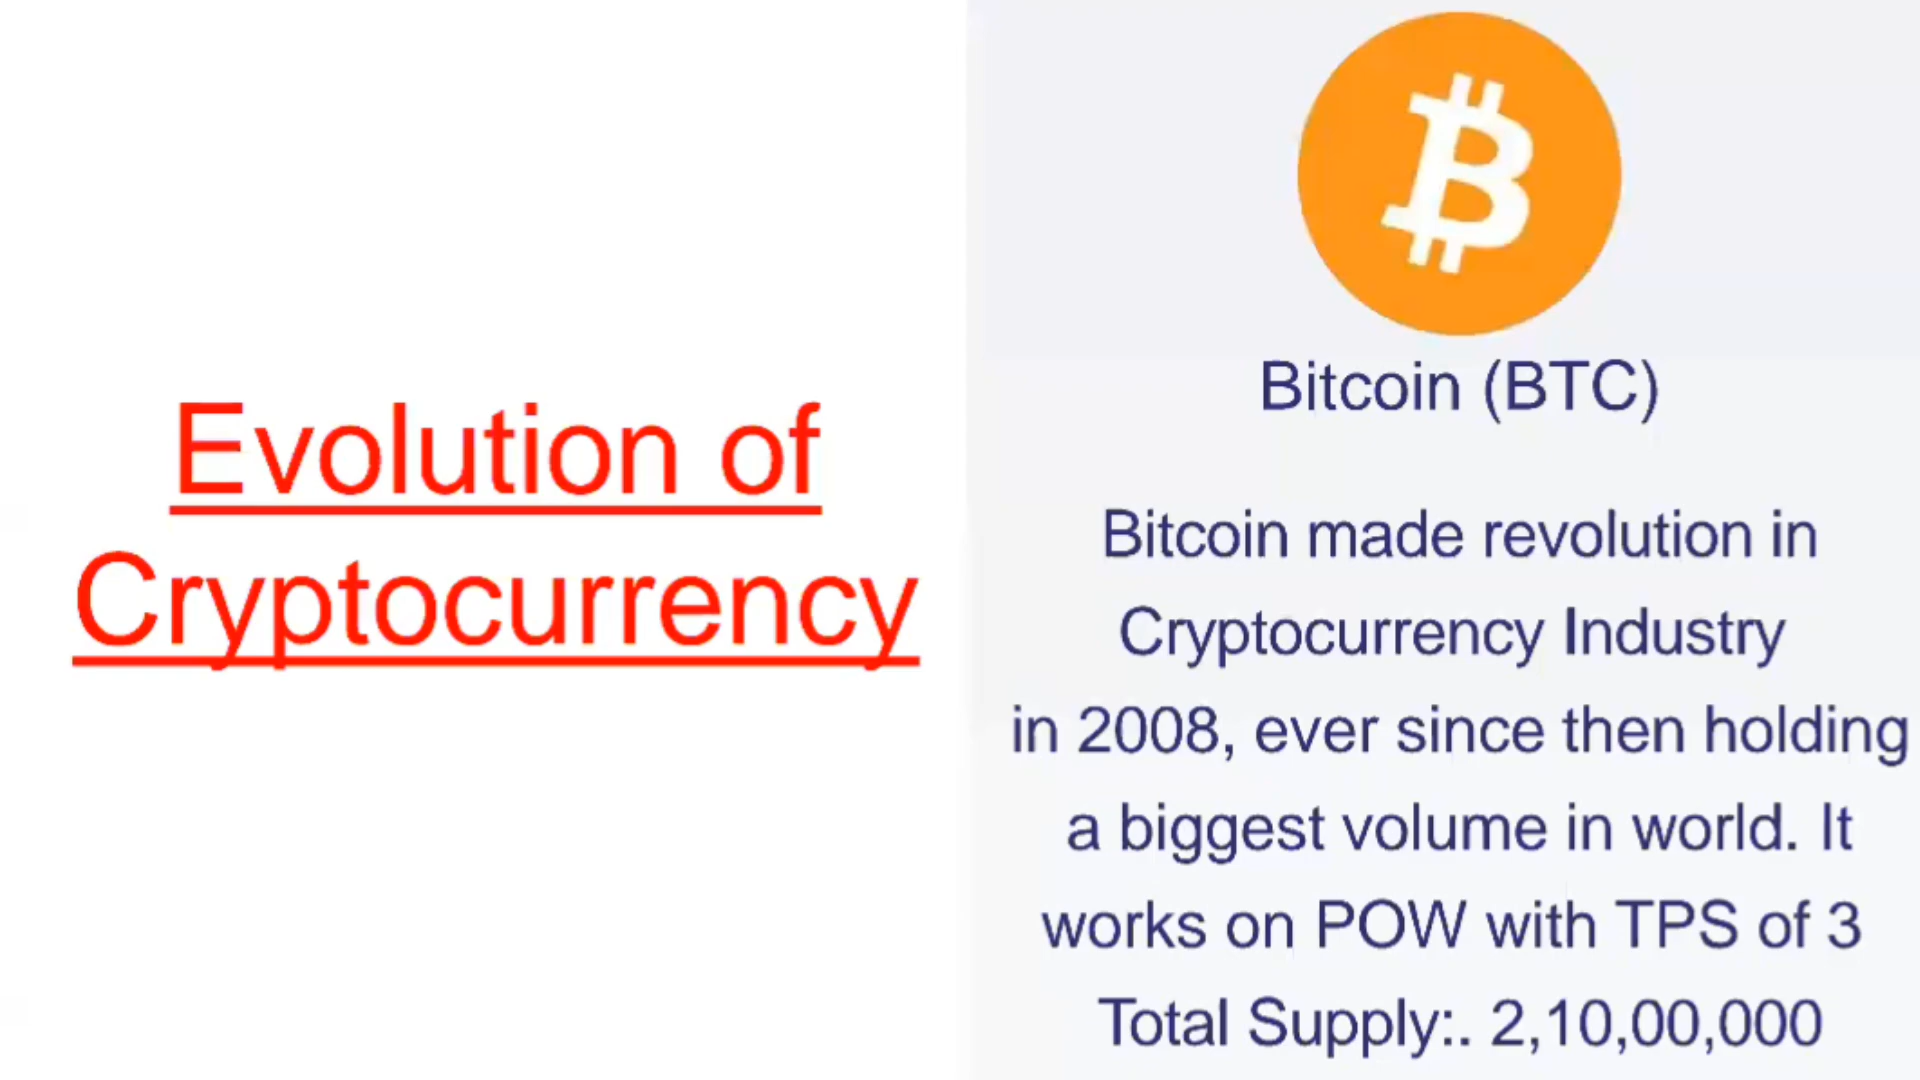 Evolution of
Cryptocurrency
Bitcoin (BTC)
Bitcoin made revolution in
Cryptocurrency Industry
in 2008, ever since then holding
a biggest volume in world. It
works on POW with TPS of 3
Total Supply:. 2,10,00,000